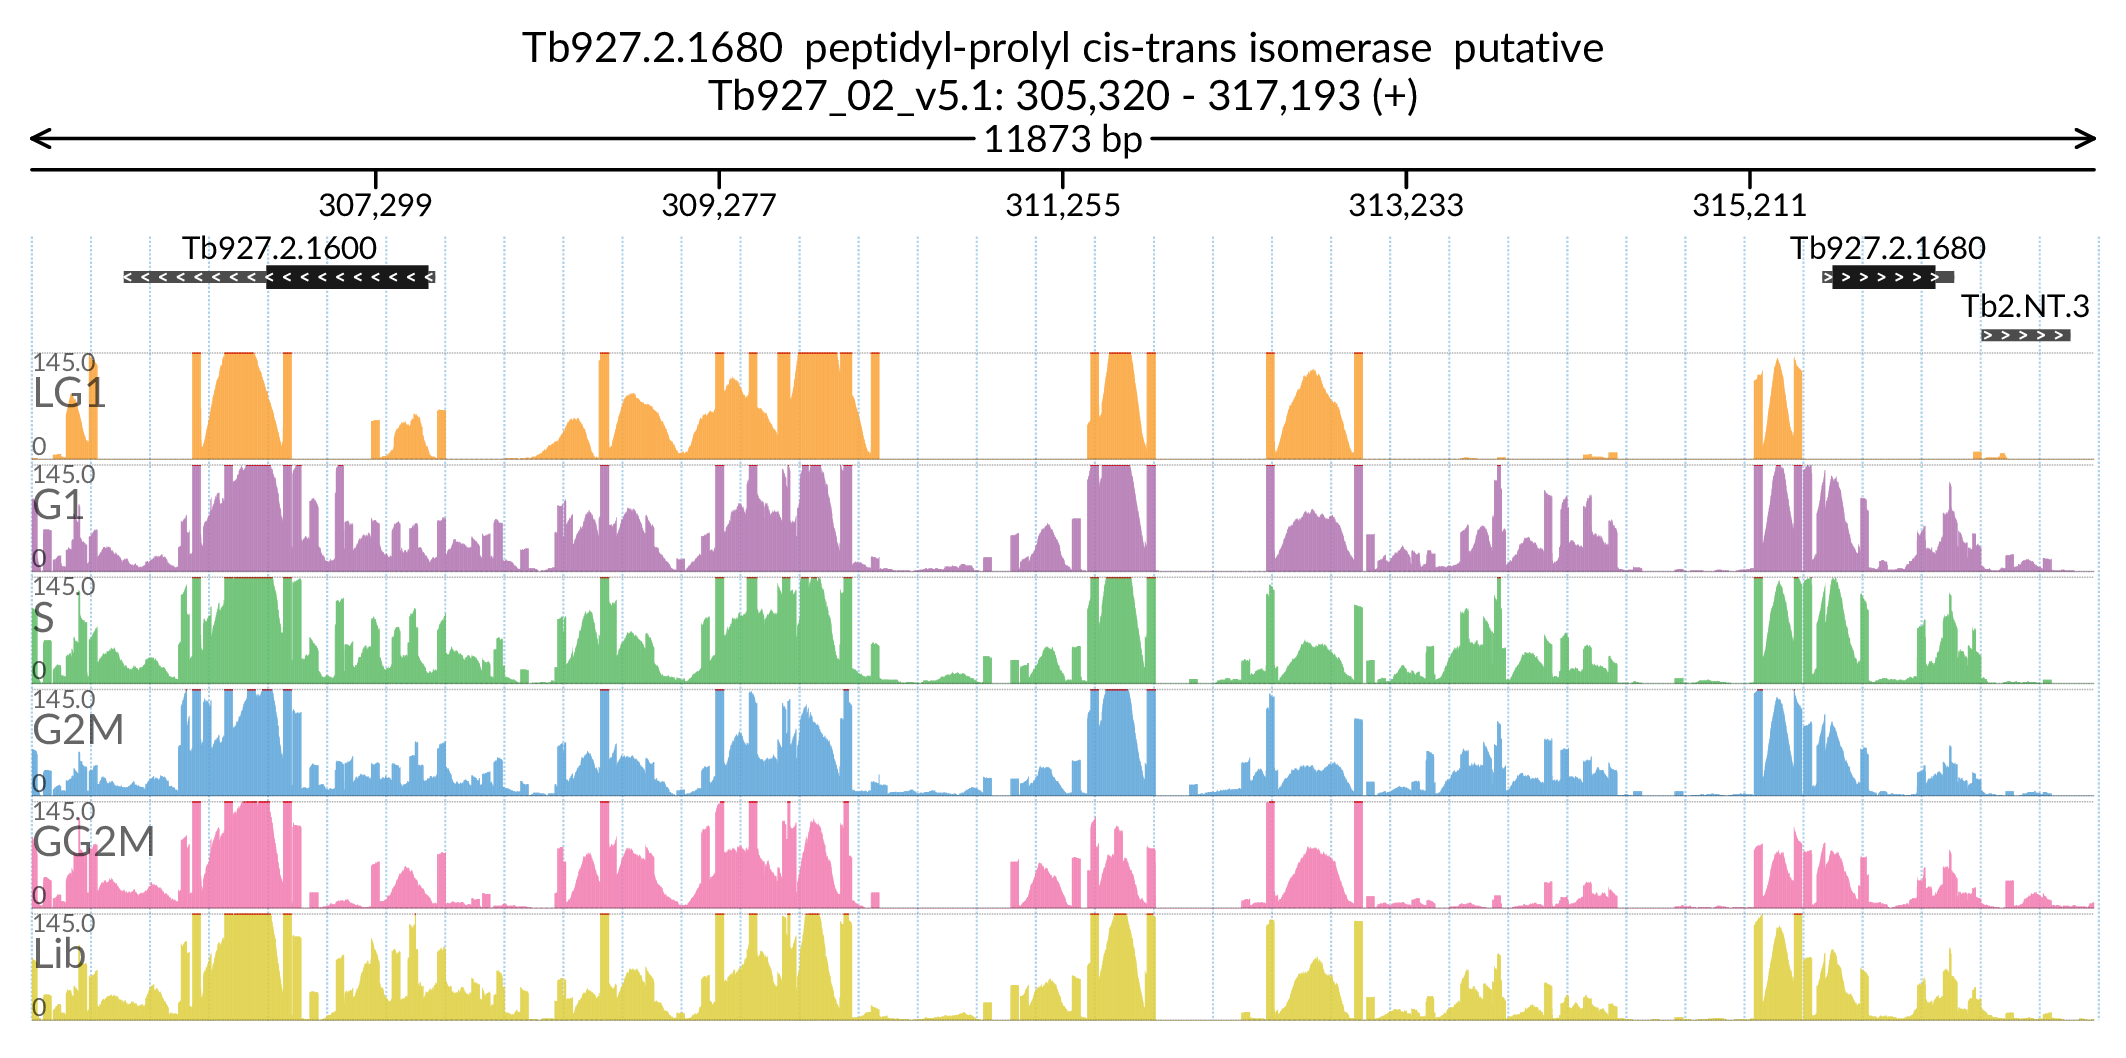 Tb927.2.1680  peptidyl-prolyl cis-trans isomerase  putative
Tb927_02_v5.1: 305,320 - 317,193 (+)
11873 bp
307,299 309,277 311,255 313,233 315,211
Tb927.2.1600 Tb927.2.1680
Tb2.NT.3
145.0
LG1
0
145.0
G1
0
145.0
S
0
145.0
G2M
0
145.0
GG2M
0
145.0
Lib
0